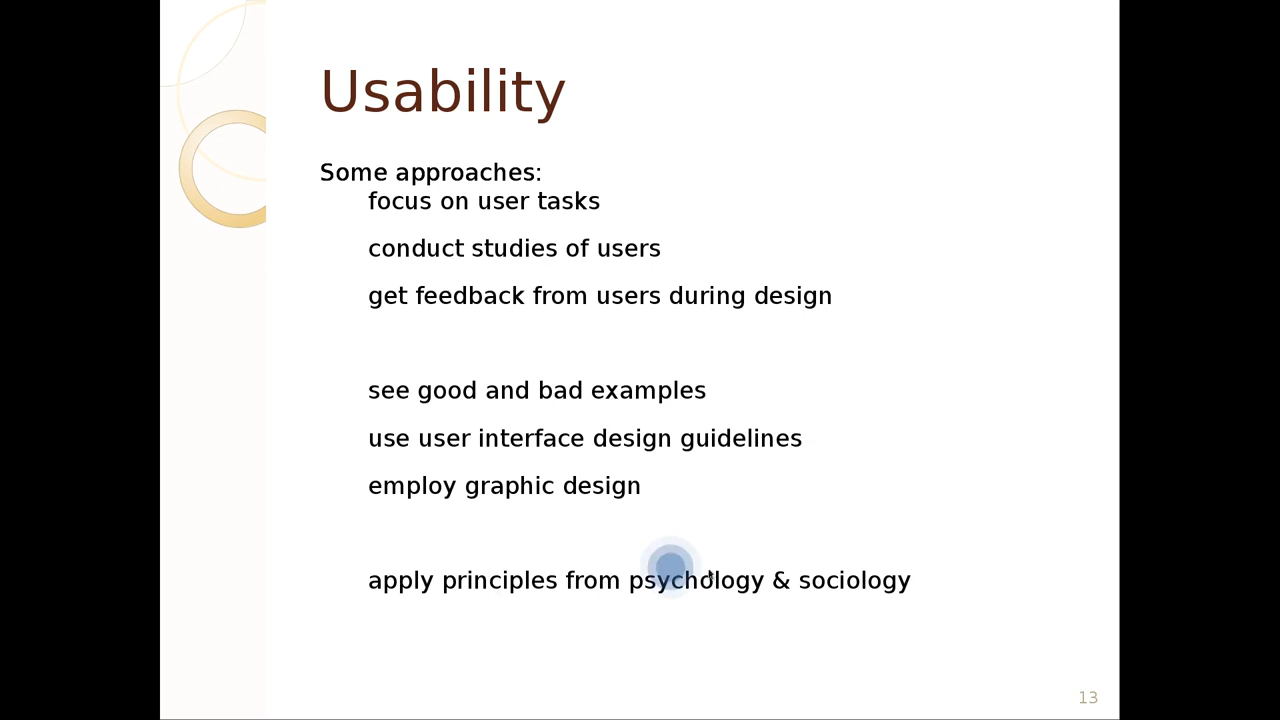 Usability
Some approaches:
focus on user tasks
conduct studies of users
get feedback from users during design
see good and bad examples
use user interface design guidelines
employ graphic design
apply principles from psychology & sociology
13